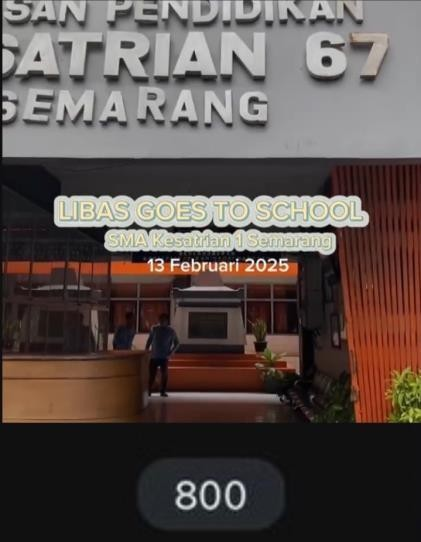 SAN PENDIDIKAN
SATRIAN 67
SEMARANG
LIBAS GOES TO SCHOOL
SMA Kesatrian 1 Semarang
13 Februari 2025
800